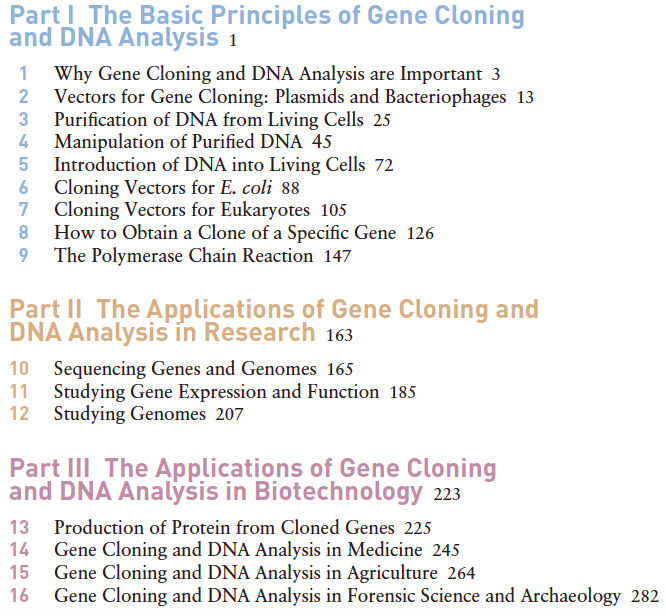 Part I The Basic Principles of Gene Cloning
and DNA Analysis 1
1 Why Gene Cloning and DNA Analysis are Important 3
2 Vectors for Gene Cloning: Plasmids and Bacteriophages 13
3 Purification of DNA from Living Cells 25
4 Manipulation of Purified DNA 45
5 Introduction of DNA into Living Cells 72
6 Cloning Vectors for E. coli 88
7 Cloning Vectors for Eukaryotes 105
8 How to Obtain a Clone of a Specific Gene 126
9 The Polymerase Chain Reaction 147
Part II The Applications of Gene Cloning and
DNA Analysis in Research 163
10 Sequencing Genes and Genomes 165
11 Studying Gene Expression and Function 185
12 Studying Genomes 207
Part III The Applications of Gene Cloning
and DNA Analysis in Biotechnology 223
13 Production of Protein from Cloned Genes 225
14 Gene Cloning and DNA Analysis in Medicine 245
15 Gene Cloning and DNA Analysis in Agriculture 264
16 Gene Cloning and DNA Analysis in Forensic Science and Archaeology 282